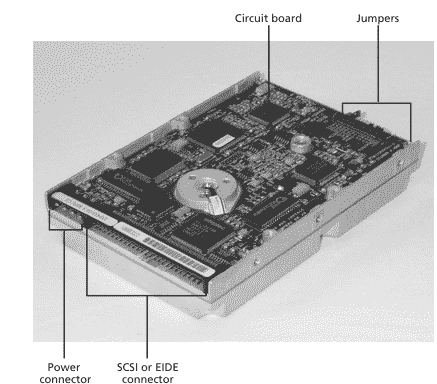 Circuit board
Jumpers
Power
connector
SCSI or EIDE
connector